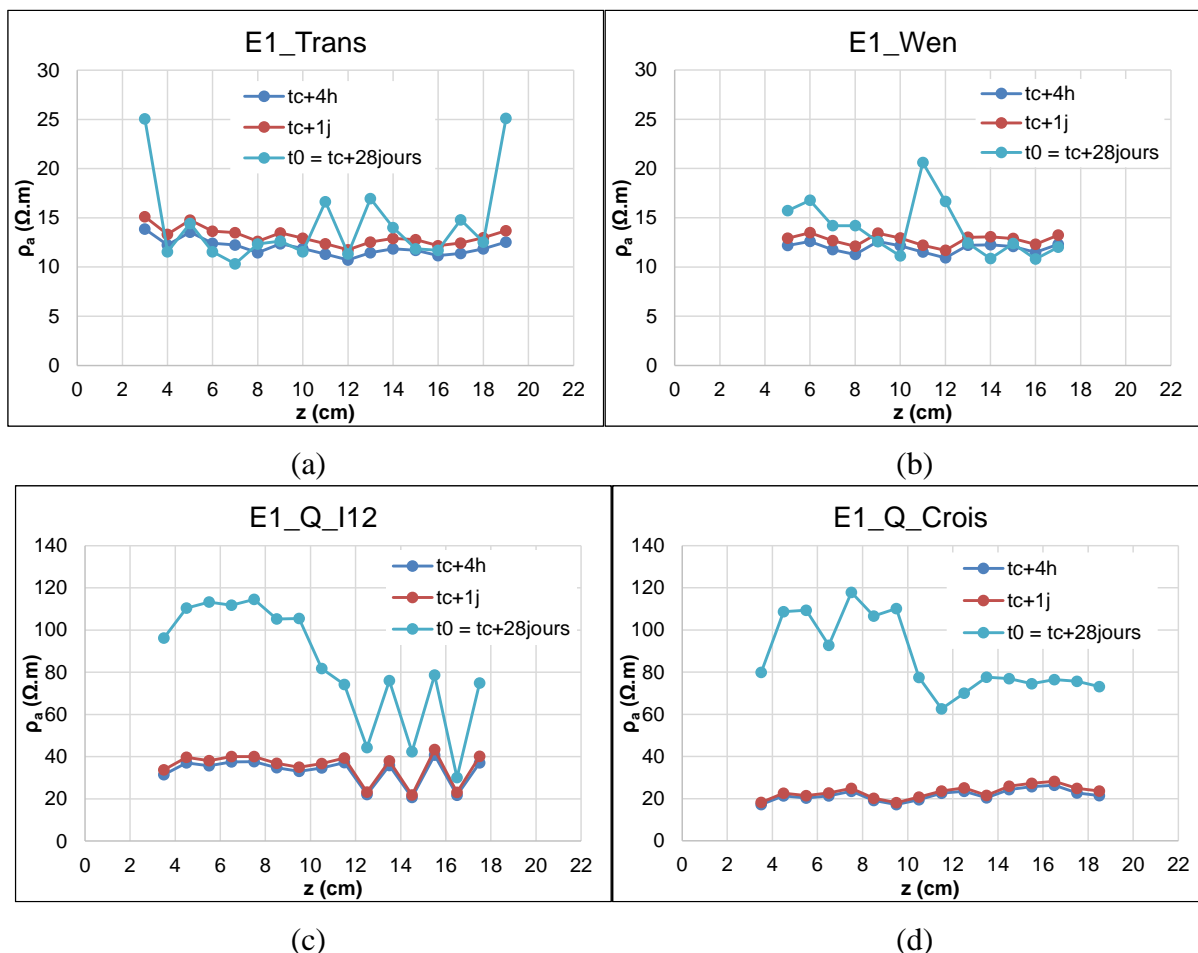 E1_Trans
30
25
20
15
10
5
0
ρa (Ω.m)
tc+4h
tc+1j
t0 = tc+28jours
0 2 4 6 8 10 12 14 16 18 20 22
z (cm)
(a)
E1_Wen
30
25
20
15
10
5
0
ρa (Ω.m)
tc+4h
tc+1j
t0 = tc+28jours
0 2 4 6 8 10 12 14 16 18 20 22
z (cm)
(b)
E1_Q_I12
140
120
100
80
60
40
20
0
ρa (Ω.m)
tc+4h
tc+1j
t0 = tc+28jours
0 2 4 6 8 10 12 14 16 18 20 22
z (cm)
(c)
E1_Q_Crois
140
120
100
80
60
40
20
0
ρa (Ω.m)
tc+4h
tc+1j
t0 = tc+28jours
0 2 4 6 8 10 12 14 16 18 20 22
z (cm)
(d)